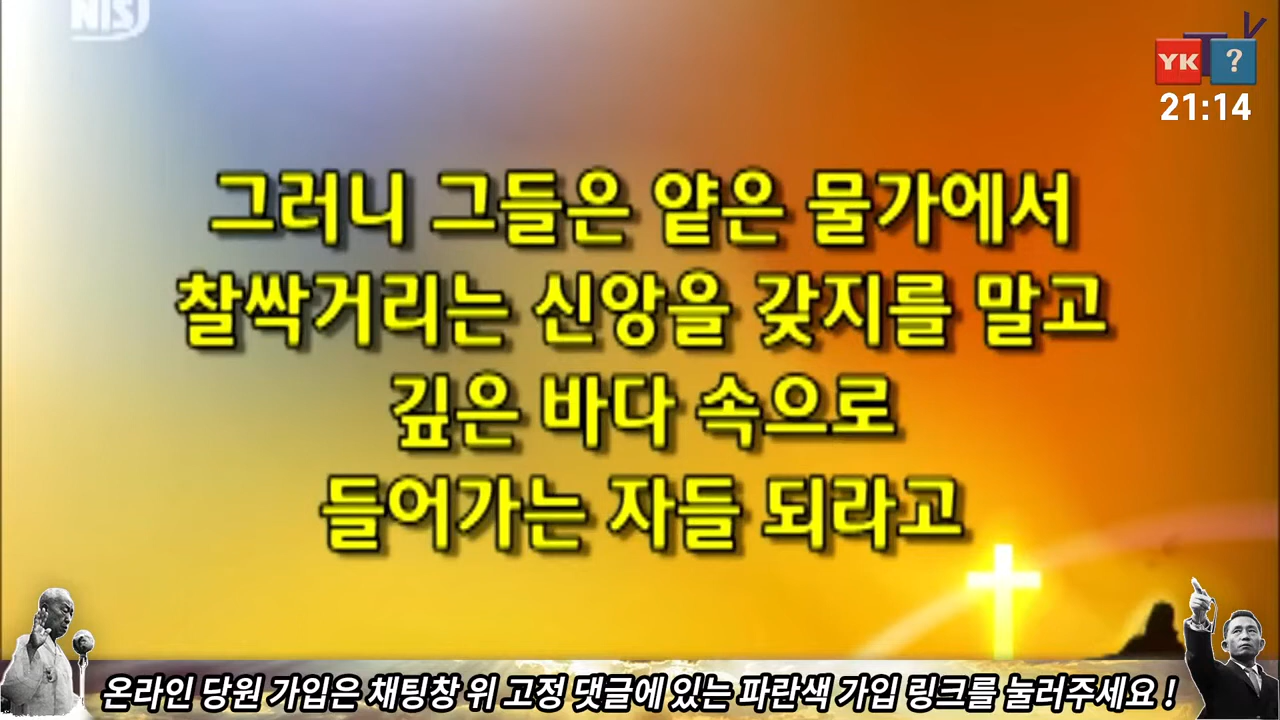 NIS
TV
YK ?
21:14
그러니 그들은 얕은 물가에서
찰싹거리는 신앙을 갖지를 말고
깊은 바다 속으로
들어가는 자들 되라고
온라인 당원 가입은 채팅창 위 고정 댓글에 있는 파란색 가입 링크를 눌러주세요 !